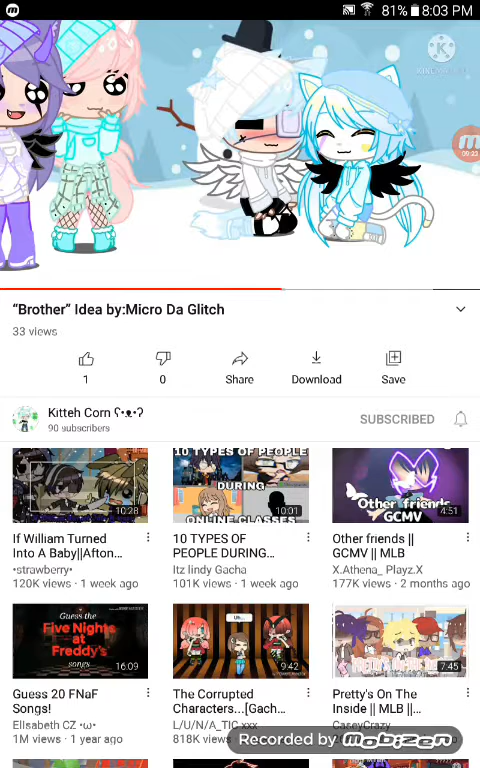 81% 8:03 PM
KINEMASTER
00:23
“Brother” Idea by:Micro Da Glitch
33 views
1
0
Share
Download
Save
Kitteh Corn ʕ•ᴥ•ʔ
90 subscribers
SUBSCRIBED
10:28
10 TYPES OF PEOPLE
DURING
ONLINE CLASSES
10:01
Other friends
GCMV
4:51
If William Turned
Into A Baby||Afton...
•strawberry•
120K views · 1 week ago
10 TYPES OF
PEOPLE DURING...
Itz lindy Gacha
101K views · 1 week ago
Other friends ||
GCMV || MLB
X.Athena_ Playz.X
177K views · 2 months ago
Guess the
Five Nights
at
Freddy's
songs
16:09
Uh...
9:42
7:45
Guess 20 FNaF
Songs!
Elisabeth CZ •ω•
1M views · 1 year ago
The Corrupted
Characters...[Gach...
L/U/N/A_TIC xxx
818K views
Pretty's On The
Inside || MLB ||...
CaseyCrazy
Recorded by mobizen